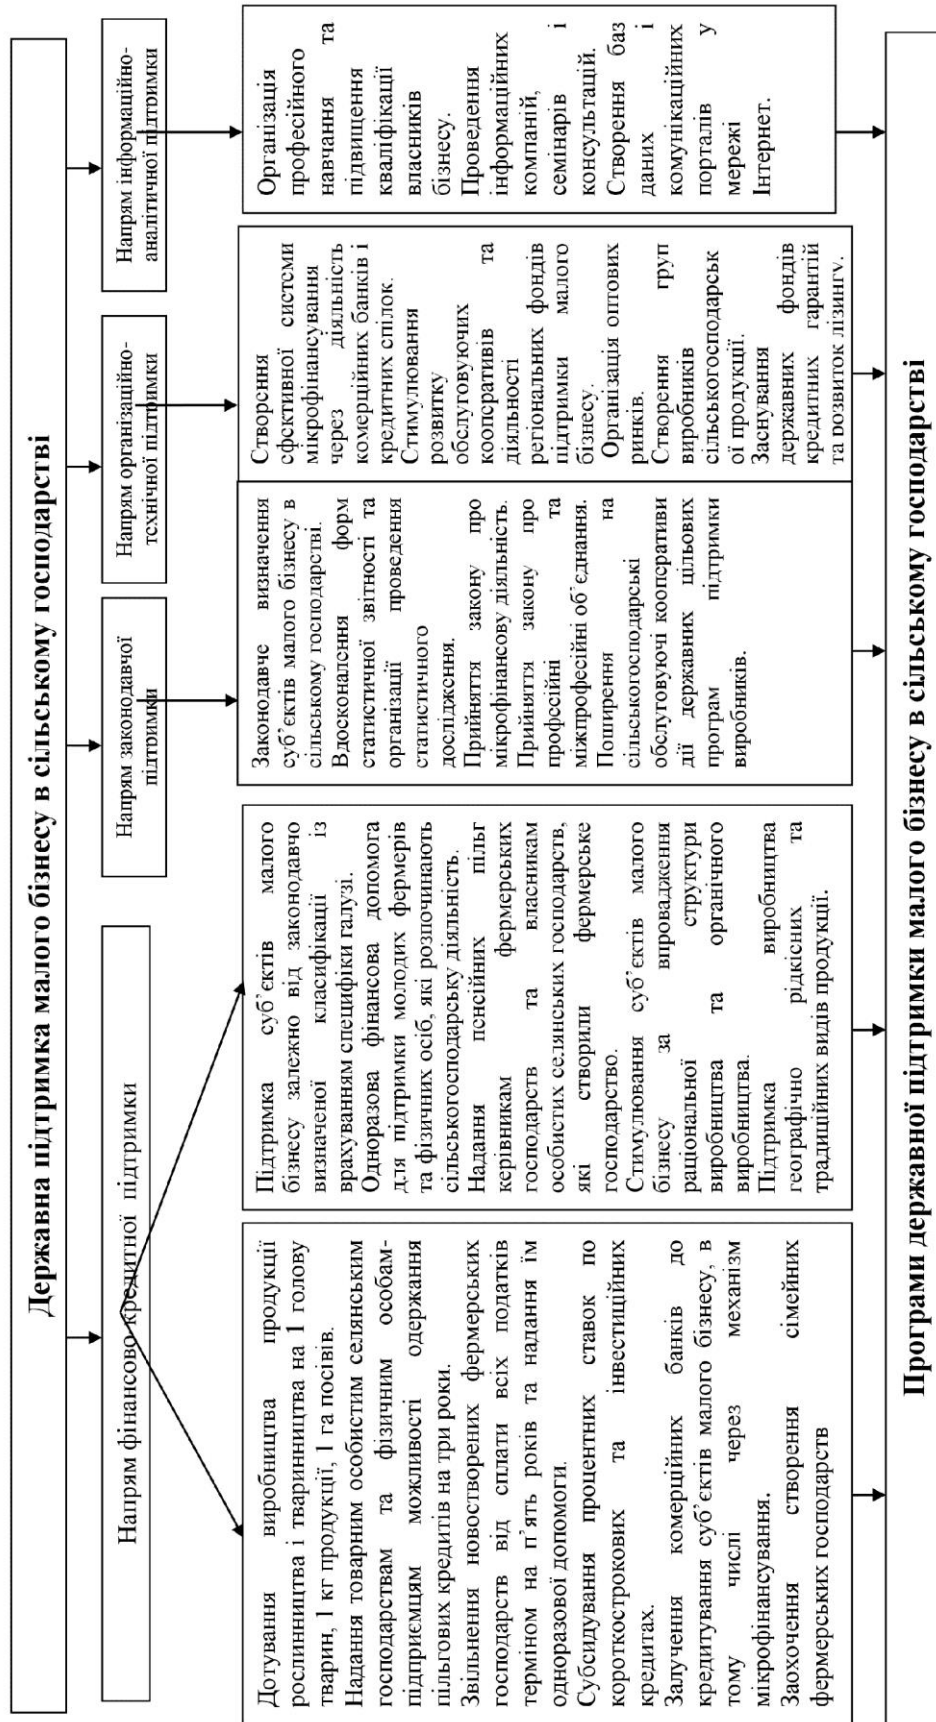 Державна підтримка малого бізнесу в сільському господарстві
Напрям фінансово-кредитної підтримки
Напрям законодавчої
підтримки
Напрям організаційно-
технічної підтримки
Напрям інформаційно-
аналітичної підтримки
Дотування виробництва продукції
рослинництва і тваринництва на 1 голову
тварин, 1 кг продукції, 1 га посівів.
Надання товарним особистим селянським
господарствам та фізичним особам-
підприємцям можливості одержання
пільгових кредитів на три роки.
Звільнення новостворених фермерських
господарств від сплати всіх податків
терміном на п'ять років та надання їм
одноразової допомоги.
Субсидування процентних ставок по
короткострокових та інвестиційних
кредитах.
Залучення комерційних банків до
кредитування суб'єктів малого бізнесу, в
тому числі через механізм
мікрофінансування.
Заохочення створення сімейних
фермерських господарств
Підтримка суб'єктів малого
бізнесу залежно від законодавчо
визначеної класифікації із
врахуванням специфіки галузі.
Одноразова фінансова допомога
для підтримки молодих фермерів
та фізичних осіб, які розпочинають
сільськогосподарську діяльність.
Надання пенсійних пільг
керівникам фермерських
господарств та власникам
особистих селянських господарств,
які створили фермерське
господарство.
Стимулювання суб'єктів малого
бізнесу за впровадження
раціональної структури
виробництва та органічного
виробництва.
Підтримка виробництва
географічно рідкісних та
традиційних видів продукції.
Законодавче визначення
суб'єктів малого бізнесу в
сільському господарстві.
Вдосконалення форм
статистичної звітності та
організації проведення
статистичного
дослідження.
Прийняття закону про
мікрофінансову діяльність.
Прийняття закону про
професійні та
міжпрофесійні об'єднання.
Поширення на
сільськогосподарські
обслуговуючі кооперативи
дії державних цільових
програм підтримки
виробників.
Створення
ефективної системи
мікрофінансування
через діяльність
комерційних банків і
кредитних спілок.
Стимулювання
розвитку
обслуговуючих
кооперативів та
діяльності
регіональних фондів
підтримки малого
бізнесу.
Організація оптових
ринків.
Створення груп
виробників
сільськогосподарськ
ої продукції.
Заснування
державних фондів
кредитних гарантій
та розвиток лізингу.
Організація
професійного
навчання та
підвищення
кваліфікації
власників
бізнесу.
Проведення
інформаційних
компаній,
семінарів і
консультацій.
Створення баз
даних і
комунікаційних
порталів у
мережі
Інтернет.
Програми державної підтримки малого бізнесу в сільському господарстві